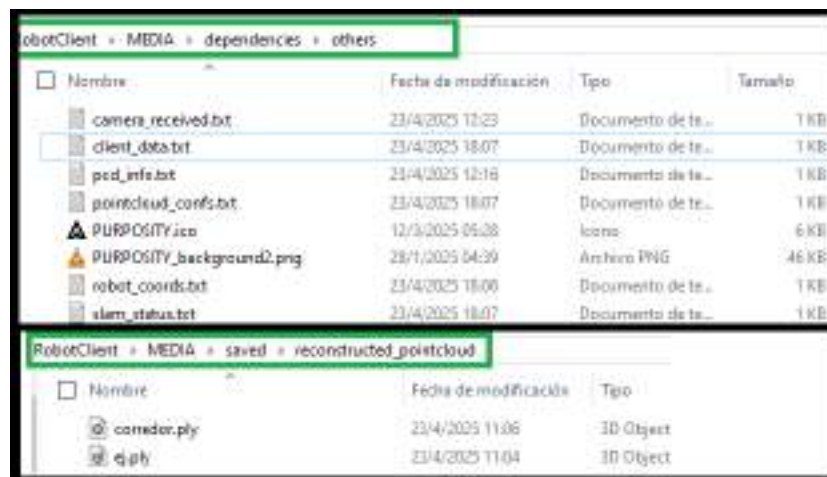 obotClient › MEDIA › dependencies › others
Nombre Fecha de modificación Tipo Tamaño
camera_received.txt 23/4/2025 12:23 Documento de te... 1 KB
client_data.txt 23/4/2025 18:07 Documento de te... 1 KB
pcd_info.txt 23/4/2025 12:16 Documento de te... 1 KB
pointcloud_confs.txt 23/4/2025 18:07 Documento de te... 1 KB
PURPOSITY.ico 12/3/2025 05:28 Icono 6 KB
PURPOSITY_background2.png 28/1/2025 04:39 Archivo PNG 46 KB
robot_coords.txt 23/4/2025 18:06 Documento de te... 1 KB
slam_status.txt 23/4/2025 18:07 Documento de te... 1 KB
RobotClient › MEDIA › saved › reconstructed_pointcloud
Nombre Fecha de modificación Tipo
corredor.ply 23/4/2025 11:06 3D Object
ej.ply 23/4/2025 11:04 3D Object